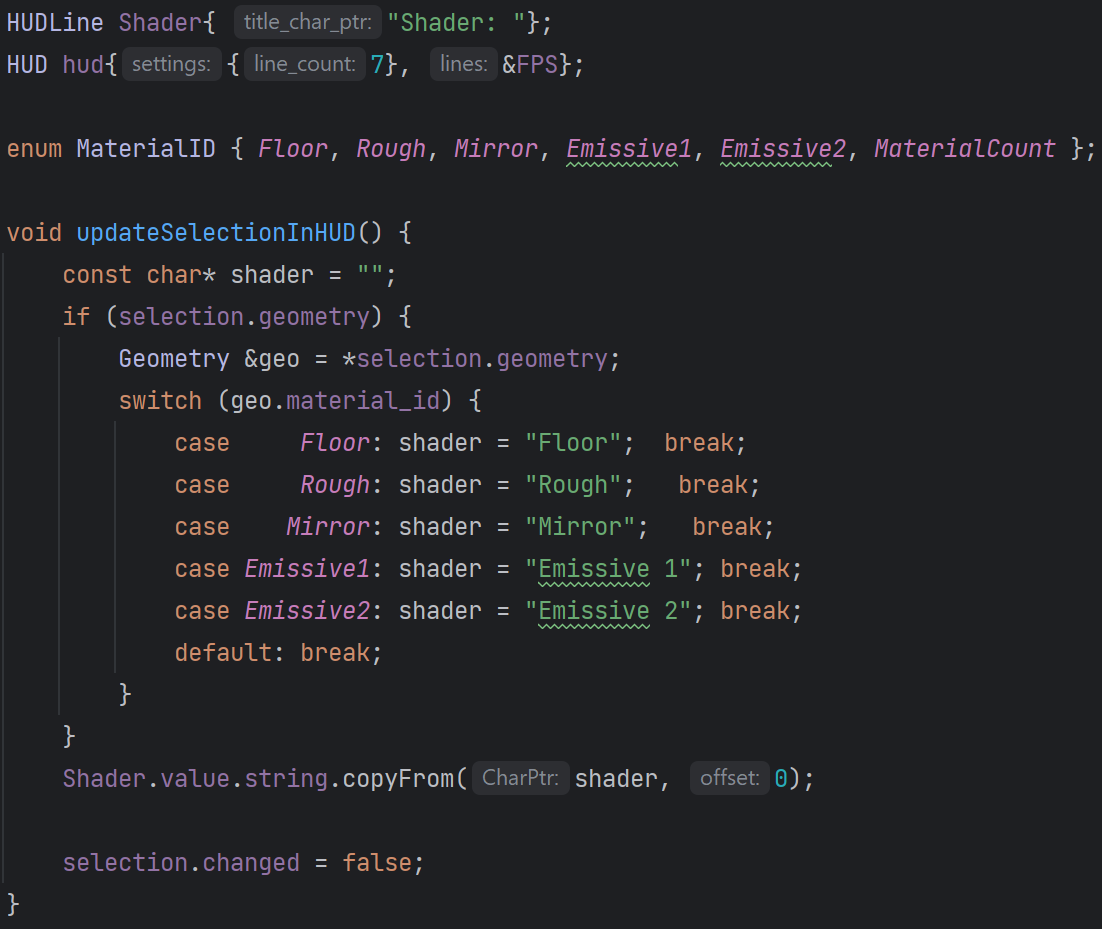 HUDLine Shader{ title_char_ptr: "Shader: "};
HUD hud{ settings: { line_count: 7}, lines: &FPS};
enum MaterialID { Floor, Rough, Mirror, Emissive1, Emissive2, MaterialCount };
void updateSelectionInHUD() {
    const char* shader = "";
    if (selection.geometry) {
        Geometry &geo = *selection.geometry;
        switch (geo.material_id) {
            case     Floor: shader = "Floor";  break;
            case     Rough: shader = "Rough";   break;
            case    Mirror: shader = "Mirror";   break;
            case Emissive1: shader = "Emissive 1"; break;
            case Emissive2: shader = "Emissive 2"; break;
            default: break;
        }
    }
    Shader.value.string.copyFrom( CharPtr: shader, offset: 0);
    selection.changed = false;
}